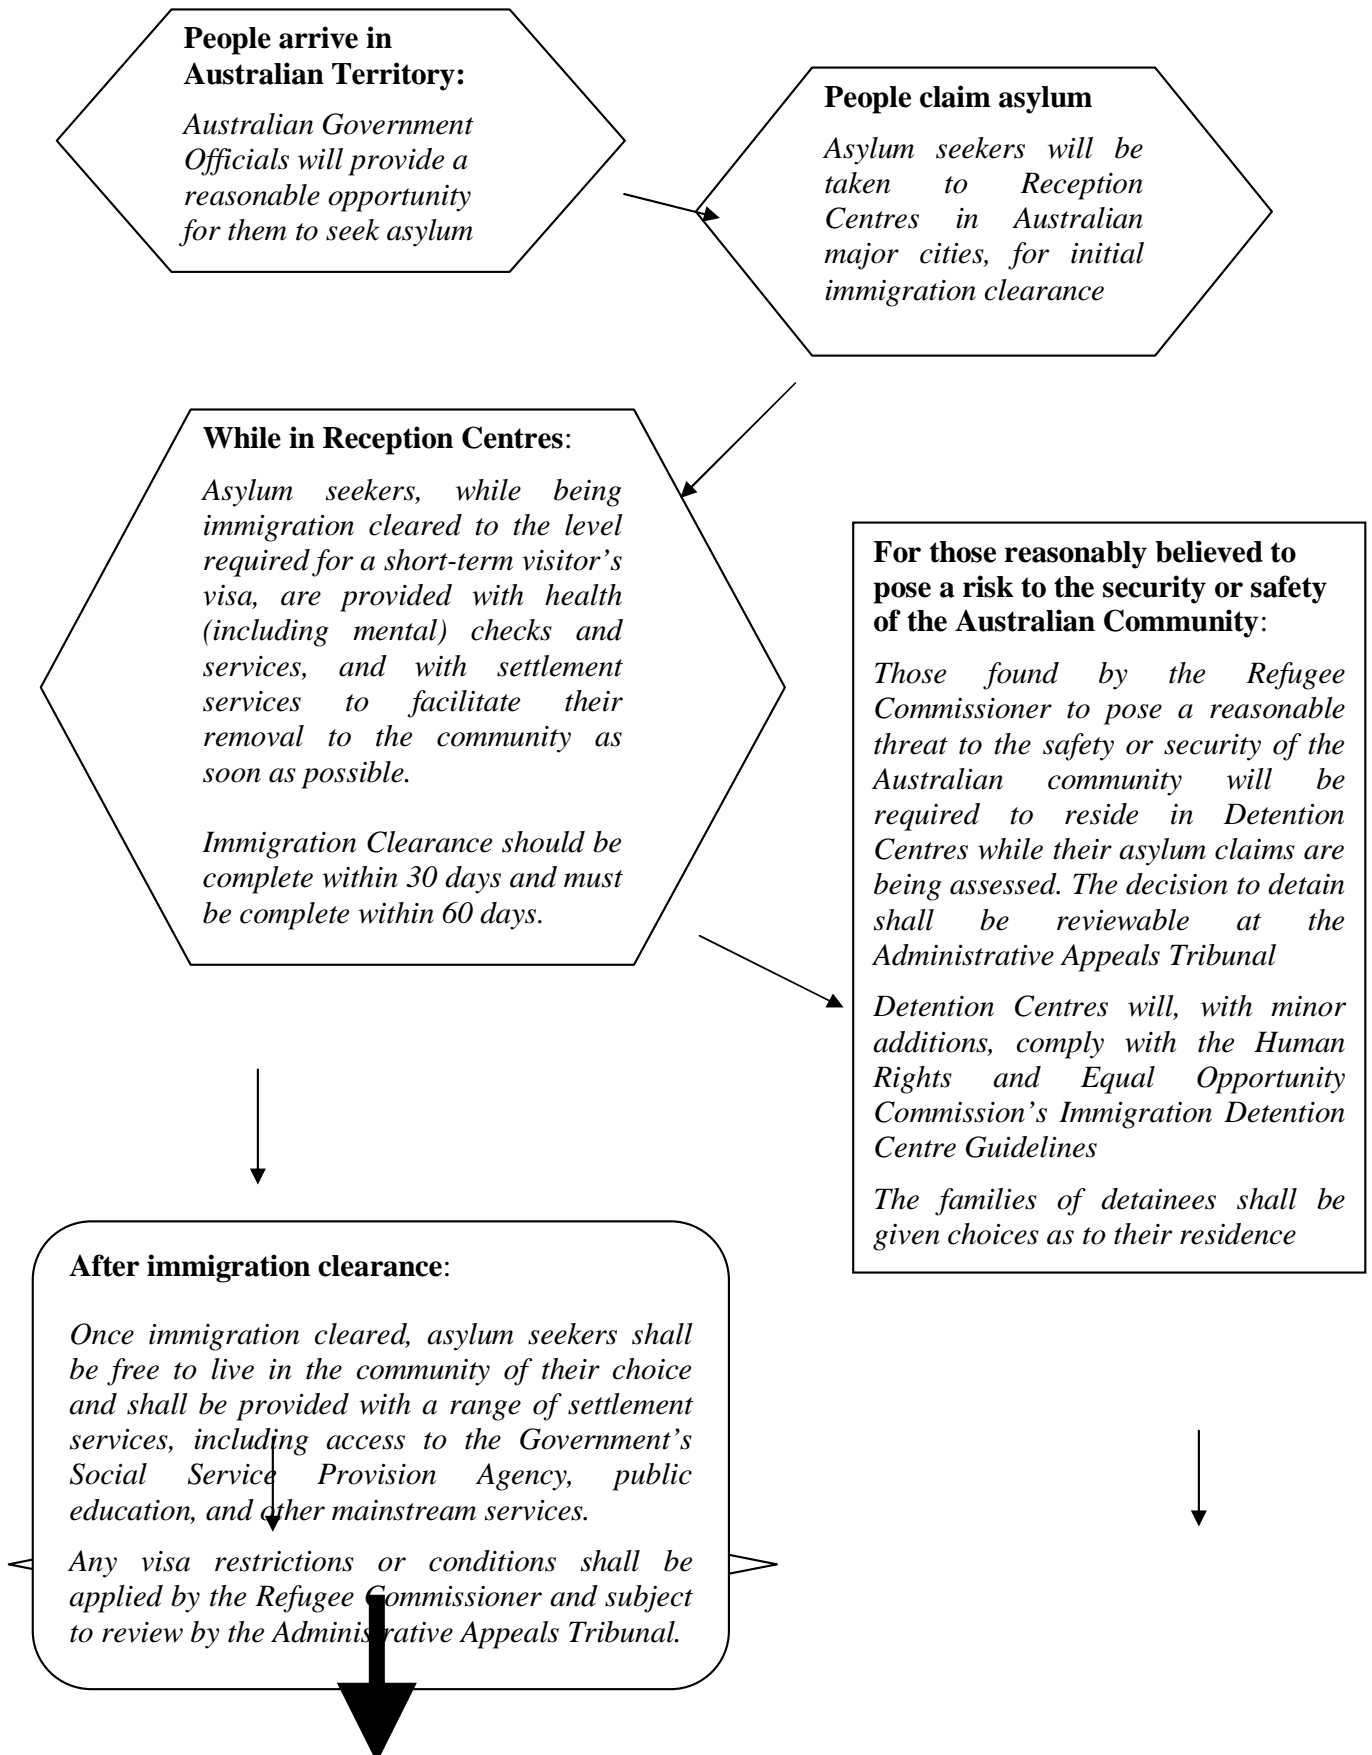 People arrive in
Australian Territory:
Australian Government
Officials will provide a
reasonable opportunity
for them to seek asylum
People claim asylum
Asylum seekers will be
taken to Reception
Centres in Australian
major cities, for initial
immigration clearance
While in Reception Centres:
Asylum seekers, while being
immigration cleared to the level
required for a short-term visitor's
visa, are provided with health
(including mental) checks and
services, and with settlement
services to facilitate their
removal to the community as
soon as possible.
Immigration Clearance should be
complete within 30 days and must
be complete within 60 days.
For those reasonably believed to
pose a risk to the security or safety
of the Australian Community:
Those found by the Refugee
Commissioner to pose a reasonable
threat to the safety or security of the
Australian community will be
required to reside in Detention
Centres while their asylum claims are
being assessed. The decision to detain
shall be reviewable at the
Administrative Appeals Tribunal
Detention Centres will, with minor
additions, comply with the Human
Rights and Equal Opportunity
Commission's Immigration Detention
Centre Guidelines
The families of detainees shall be
given choices as to their residence
After immigration clearance:
Once immigration cleared, asylum seekers shall
be free to live in the community of their choice
and shall be provided with a range of settlement
services, including access to the Government's
Social Service Provision Agency, public
education, and other mainstream services.
Any visa restrictions or conditions shall be
applied by the Refugee Commissioner and subject
to review by the Administrative Appeals Tribunal.